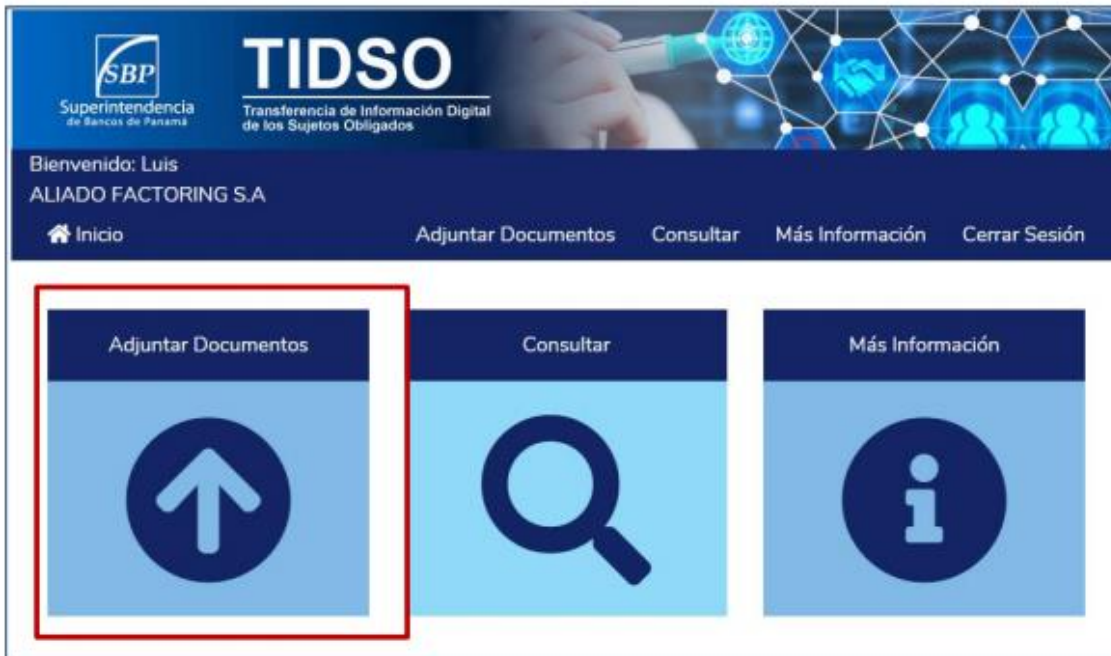 SBP
Superintendencia
de Bancos de Panamá
TIDSO
Transferencia de Información Digital
de los Sujetos Obligados
Bienvenido: Luis
ALIADO FACTORING S.A
Inicio
Adjuntar Documentos
Consultar
Más Información
Cerrar Sesión
Adjuntar Documentos
Consultar
Más Información